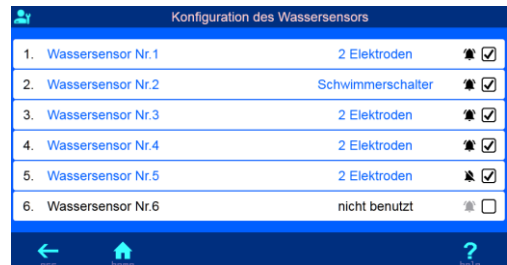 Konfiguration des Wassersensors
1. Wassersensor Nr.1 2 Elektroden
2. Wassersensor Nr.2 Schwimmerschalter
3. Wassersensor Nr.3 2 Elektroden
4. Wassersensor Nr.4 2 Elektroden
5. Wassersensor Nr.5 2 Elektroden
6. Wassersensor Nr.6 nicht benutzt
?